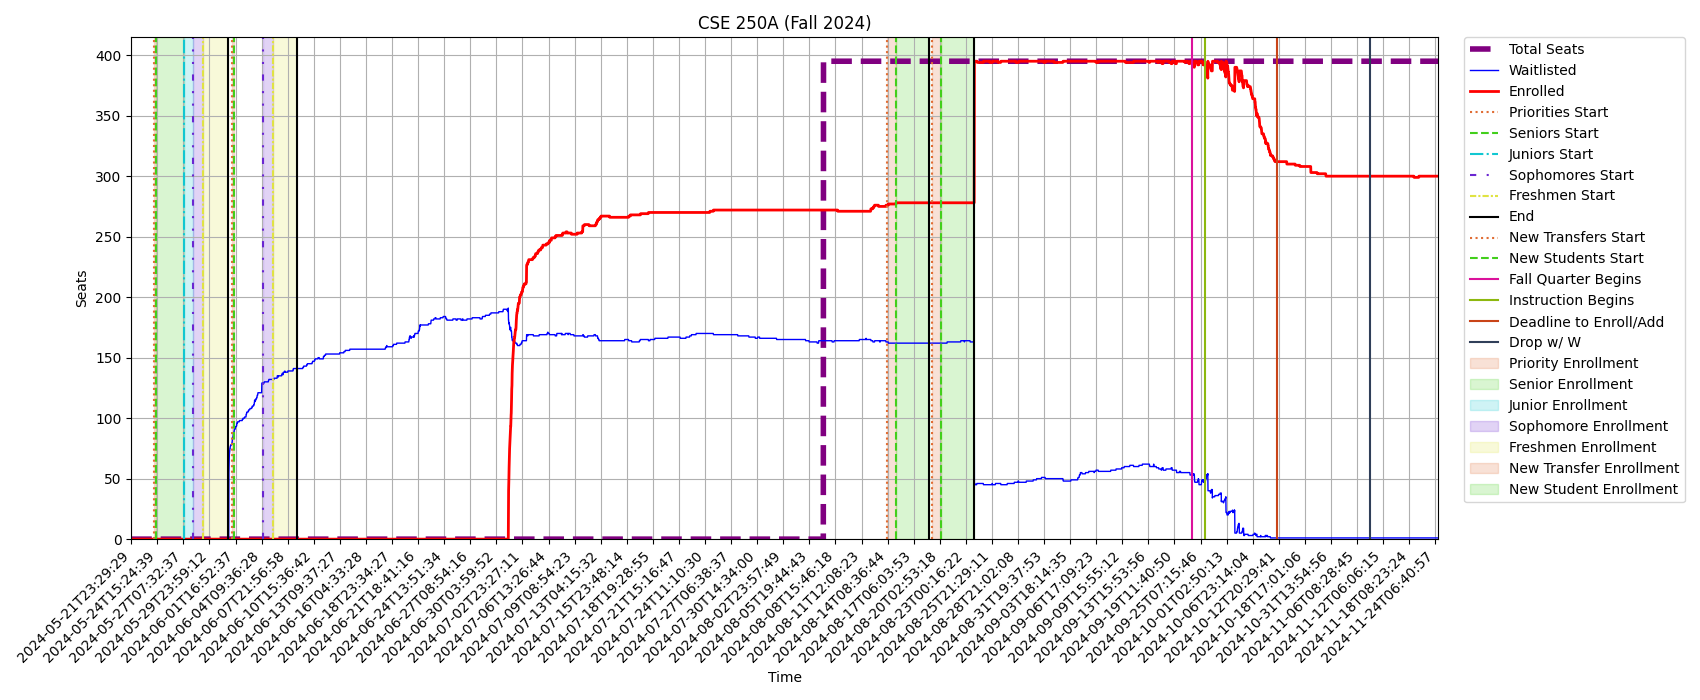 CSE 250A (Fall 2024)
Seats
400
350
300
250
200
150
100
50
0
2024-05-21T23:29:29
2024-05-24T15:24:39
2024-05-27T07:32:37
2024-05-29T23:59:12
2024-06-01T16:52:37
2024-06-04T09:36:28
2024-06-07T21:56:58
2024-06-10T15:36:42
2024-06-13T09:37:27
2024-06-16T04:33:28
2024-06-18T23:34:27
2024-06-21T18:41:16
2024-06-24T13:51:34
2024-06-27T08:54:16
2024-06-30T03:59:52
2024-07-02T23:27:11
2024-07-06T13:26:44
2024-07-09T08:54:23
2024-07-13T04:15:32
2024-07-15T23:48:14
2024-07-18T19:28:55
2024-07-21T15:16:47
2024-07-24T11:10:30
2024-07-27T06:38:37
2024-07-30T14:34:00
2024-08-02T23:57:49
2024-08-05T19:44:43
2024-08-08T15:46:18
2024-08-11T12:08:23
2024-08-14T08:36:44
2024-08-17T06:03:53
2024-08-20T02:53:18
2024-08-23T00:16:22
2024-08-25T21:29:11
2024-08-28T21:02:08
2024-08-31T19:37:53
2024-09-03T18:14:35
2024-09-06T17:09:23
2024-09-09T15:55:12
2024-09-13T15:53:56
2024-09-19T11:40:50
2024-09-25T07:15:46
2024-10-01T02:50:13
2024-10-06T23:14:04
2024-10-12T20:29:41
2024-10-18T17:01:06
2024-10-31T13:54:56
2024-11-06T08:28:45
2024-11-12T06:06:15
2024-11-18T08:23:24
2024-11-24T06:40:57
Time
Total Seats
Waitlisted
Enrolled
Priorities Start
Seniors Start
Juniors Start
Sophomores Start
Freshmen Start
End
New Transfers Start
New Students Start
Fall Quarter Begins
Instruction Begins
Deadline to Enroll/Add
Drop w/ W
Priority Enrollment
Senior Enrollment
Junior Enrollment
Sophomore Enrollment
Freshmen Enrollment
New Transfer Enrollment
New Student Enrollment